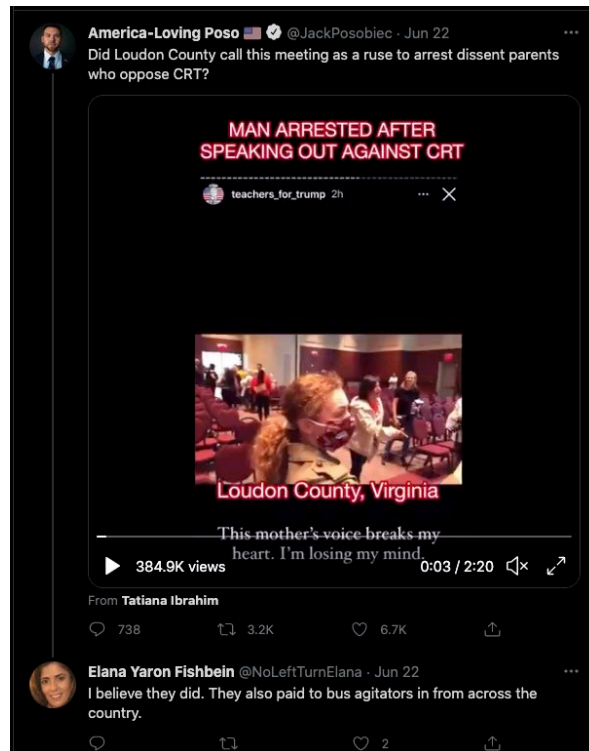 America-Loving Poso 🇺🇸 @JackPosobiec · Jun 22
Did Loudon County call this meeting as a ruse to arrest dissent parents
who oppose CRT?
MAN ARRESTED AFTER
SPEAKING OUT AGAINST CRT
teachers_for_trump 2h
Loudon County, Virginia
This mother's voice breaks my
heart. I'm losing my mind.
384.9K views
0:03 / 2:20
From Tatiana Ibrahim
738 3.2K 6.7K
Elana Yaron Fishbein @NoLeftTurnElana · Jun 22
I believe they did. They also paid to bus agitators in from across the
country.
2